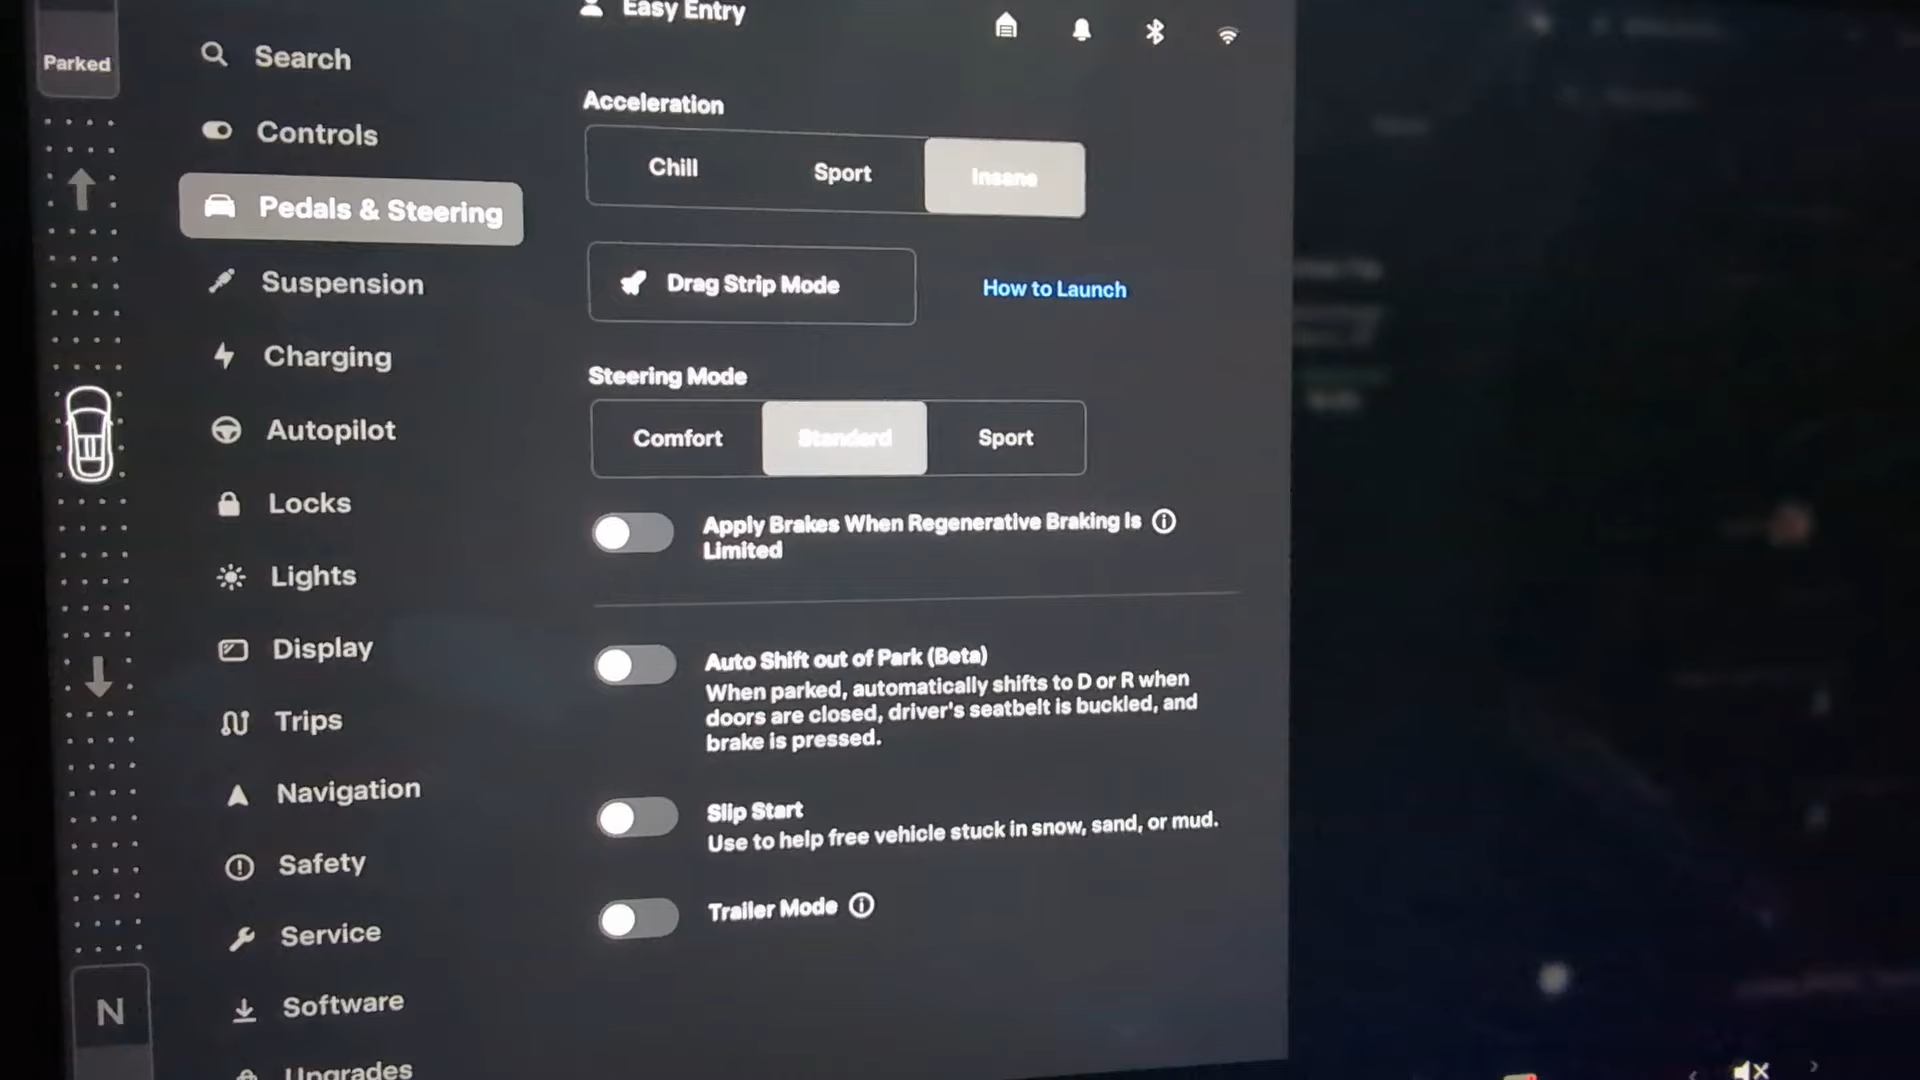 Parked
N
Search
Controls
Pedals & Steering
Suspension
Charging
Autopilot
Locks
Lights
Display
Trips
Navigation
Safety
Service
Software
Upgrades
Easy Entry
Acceleration
Chill Sport Insane
Drag Strip Mode How to Launch
Steering Mode
Comfort Standard Sport
Apply Brakes When Regenerative Braking Is
Limited
Auto Shift out of Park (Beta)
When parked, automatically shifts to D or R when
doors are closed, driver's seatbelt is buckled, and
brake is pressed.
Slip Start
Use to help free vehicle stuck in snow, sand, or mud.
Trailer Mode